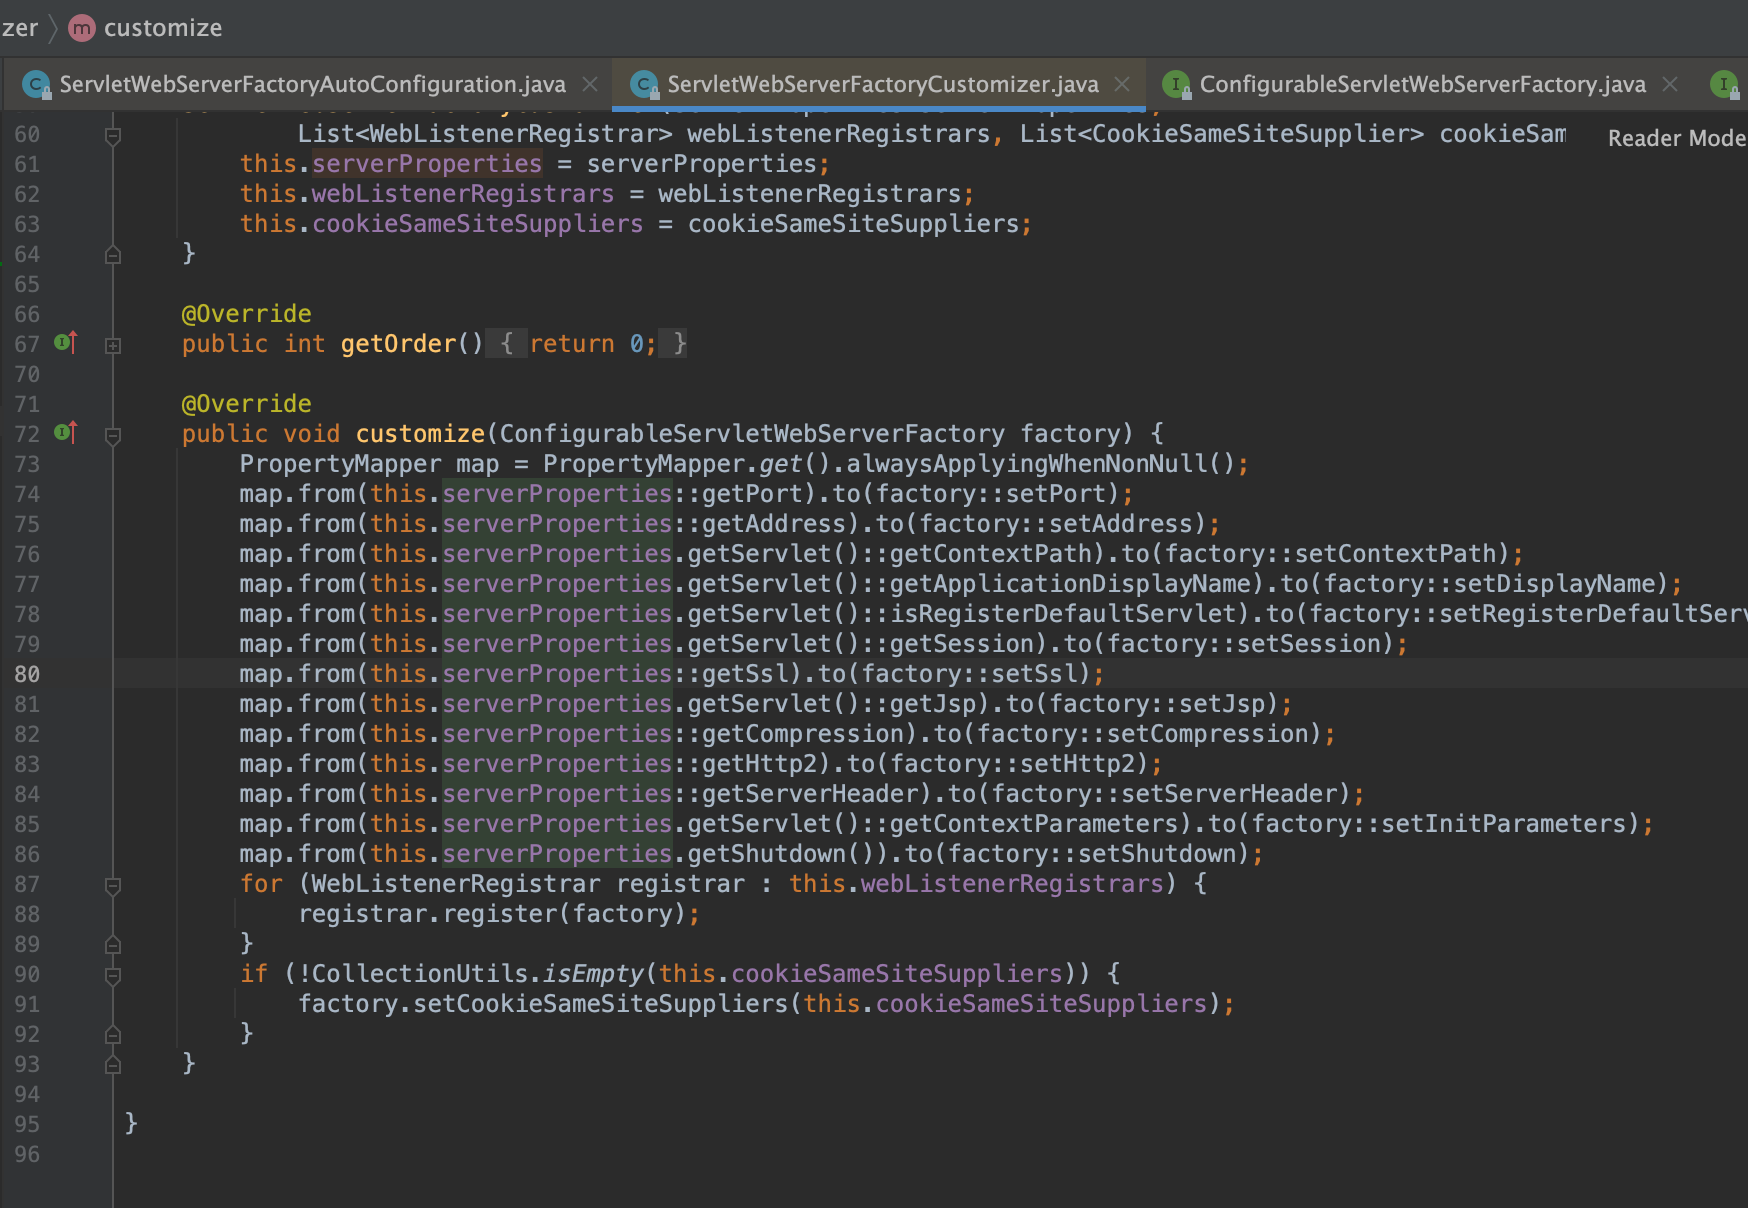 zer customize
ServletWebServerFactoryAutoConfiguration.java ServletWebServerFactoryCustomizer.java ConfigurableServletWebServerFactory.java
60 List<WebListenerRegistrar> webListenerRegistrars, List<CookieSameSiteSupplier> cookieSam Reader Mode
61 this.serverProperties = serverProperties;
62 this.webListenerRegistrars = webListenerRegistrars;
63 this.cookieSameSiteSuppliers = cookieSameSiteSuppliers;
64 }
65
66 @Override
67 public int getOrder() { return 0; }
70
71 @Override
72 public void customize(ConfigurableServletWebServerFactory factory) {
73 PropertyMapper map = PropertyMapper.get().alwaysApplyingWhenNonNull();
74 map.from(this.serverProperties::getPort).to(factory::setPort);
75 map.from(this.serverProperties::getAddress).to(factory::setAddress);
76 map.from(this.serverProperties.getServlet()::getContextPath).to(factory::setContextPath);
77 map.from(this.serverProperties.getServlet()::getApplicationDisplayName).to(factory::setDisplayName);
78 map.from(this.serverProperties.getServlet()::isRegisterDefaultServlet).to(factory::setRegisterDefaultServ
79 map.from(this.serverProperties.getServlet()::getSession).to(factory::setSession);
80 map.from(this.serverProperties::getSsl).to(factory::setSsl);
81 map.from(this.serverProperties.getServlet()::getJsp).to(factory::setJsp);
82 map.from(this.serverProperties::getCompression).to(factory::setCompression);
83 map.from(this.serverProperties::getHttp2).to(factory::setHttp2);
84 map.from(this.serverProperties::getServerHeader).to(factory::setServerHeader);
85 map.from(this.serverProperties.getServlet()::getContextParameters).to(factory::setInitParameters);
86 map.from(this.serverProperties.getShutdown()).to(factory::setShutdown);
87 for (WebListenerRegistrar registrar : this.webListenerRegistrars) {
88 registrar.register(factory);
89 }
90 if (!CollectionUtils.isEmpty(this.cookieSameSiteSuppliers)) {
91 factory.setCookieSameSiteSuppliers(this.cookieSameSiteSuppliers);
92 }
93 }
94
95 }
96